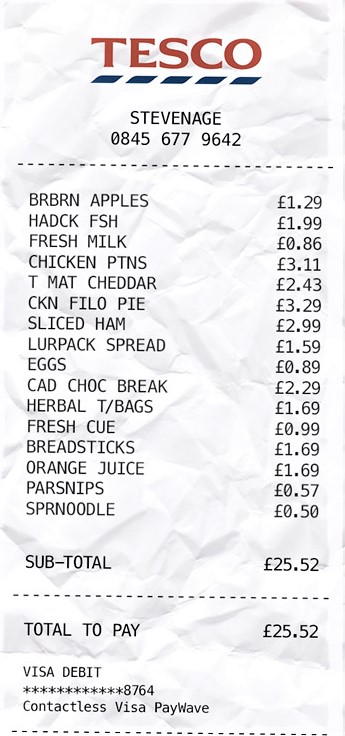 TESCO
STEVENAGE
0845 677 9642
BRBRN APPLES £1.29
HADCK FSH £1.99
FRESH MILK £0.86
CHICKEN PTNS £3.11
T MAT CHEDDAR £2.43
CKN FILO PIE £3.29
SLICED HAM £2.99
LURPACK SPREAD £1.59
EGGS £0.89
CAD CHOC BREAK £2.29
HERBAL T/BAGS £1.69
FRESH CUE £0.99
BREADSTICKS £1.69
ORANGE JUICE £1.69
PARSNIPS £0.57
SPRNOODLE £0.50
SUB-TOTAL £25.52
TOTAL TO PAY £25.52
VISA DEBIT
************8764
Contactless Visa PayWave